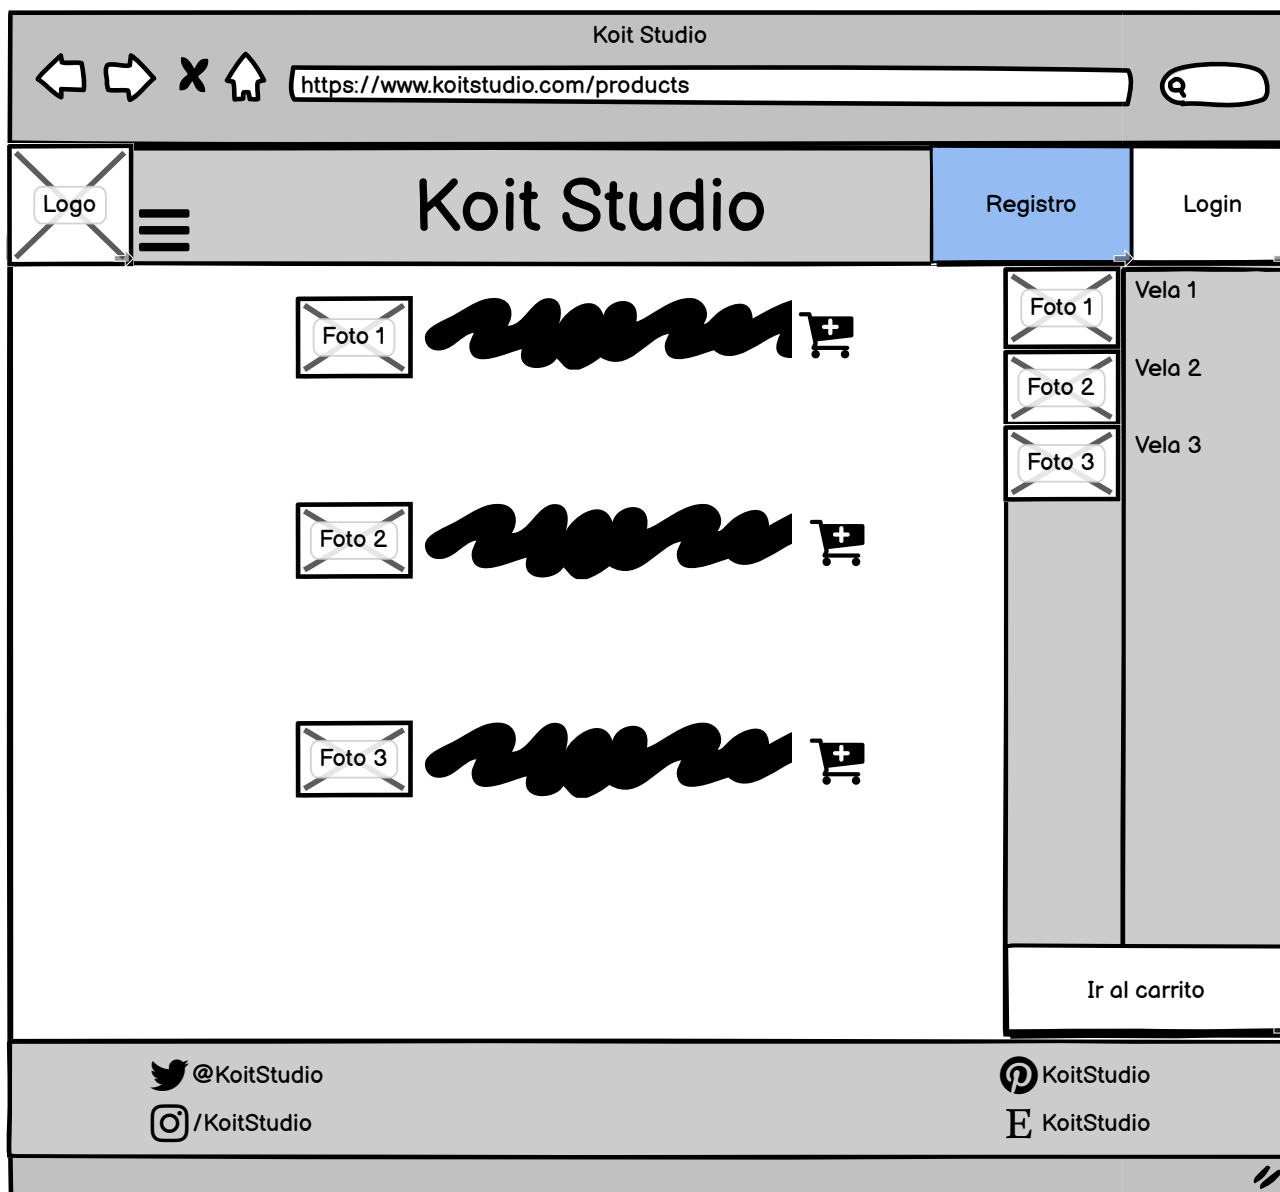 Koit Studio
https://www.koitstudio.com/products
Logo
Koit Studio
Registro
Login
Foto 1
Foto 2
Foto 3
Foto 1
Vela 1
Foto 2
Vela 2
Foto 3
Vela 3
Ir al carrito
@KoitStudio
/KoitStudio
KoitStudio
E KoitStudio